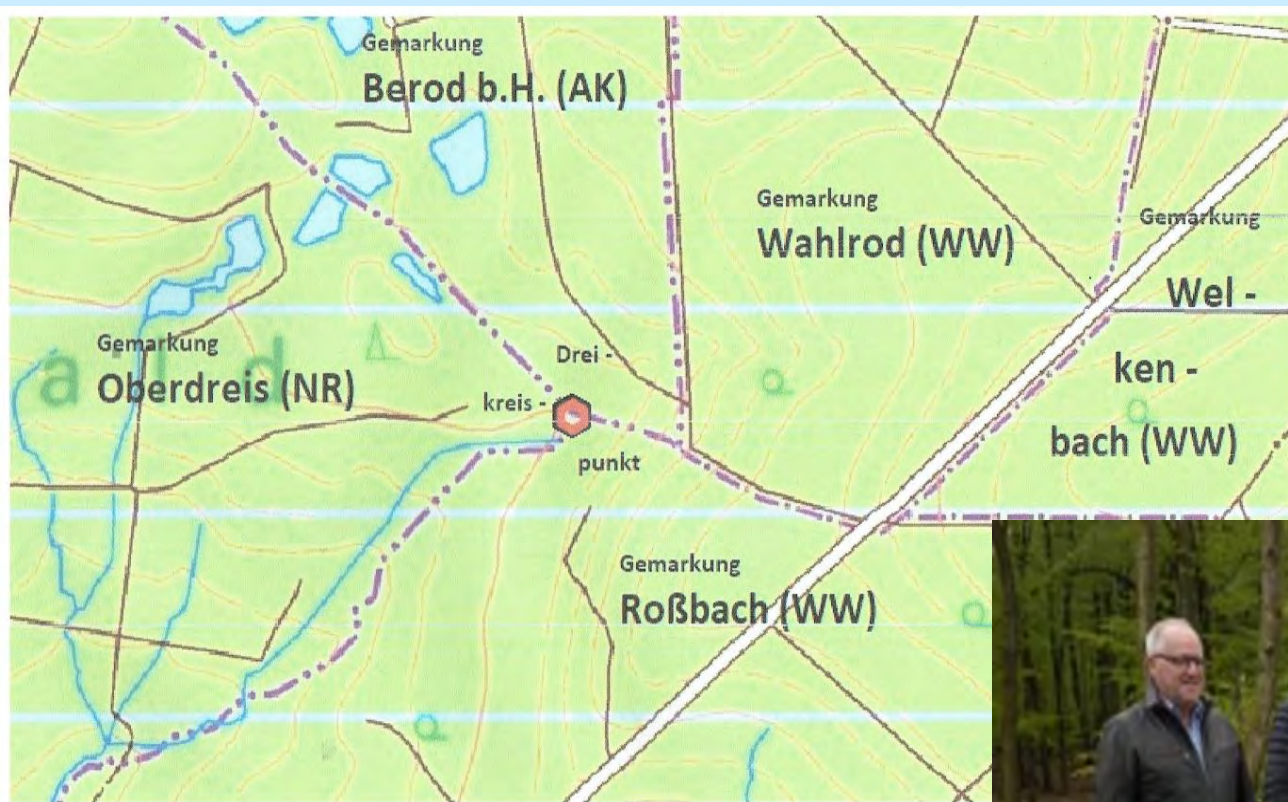 Gemarkung
Berod b.H. (AK)
Gemarkung
Wahlrod (WW)
Gemarkung
Wel -
ken -
bach (WW)
Gemarkung
Oberdreis (NR)
a l d
Drei -
kreis -
punkt
Gemarkung
Roßbach (WW)